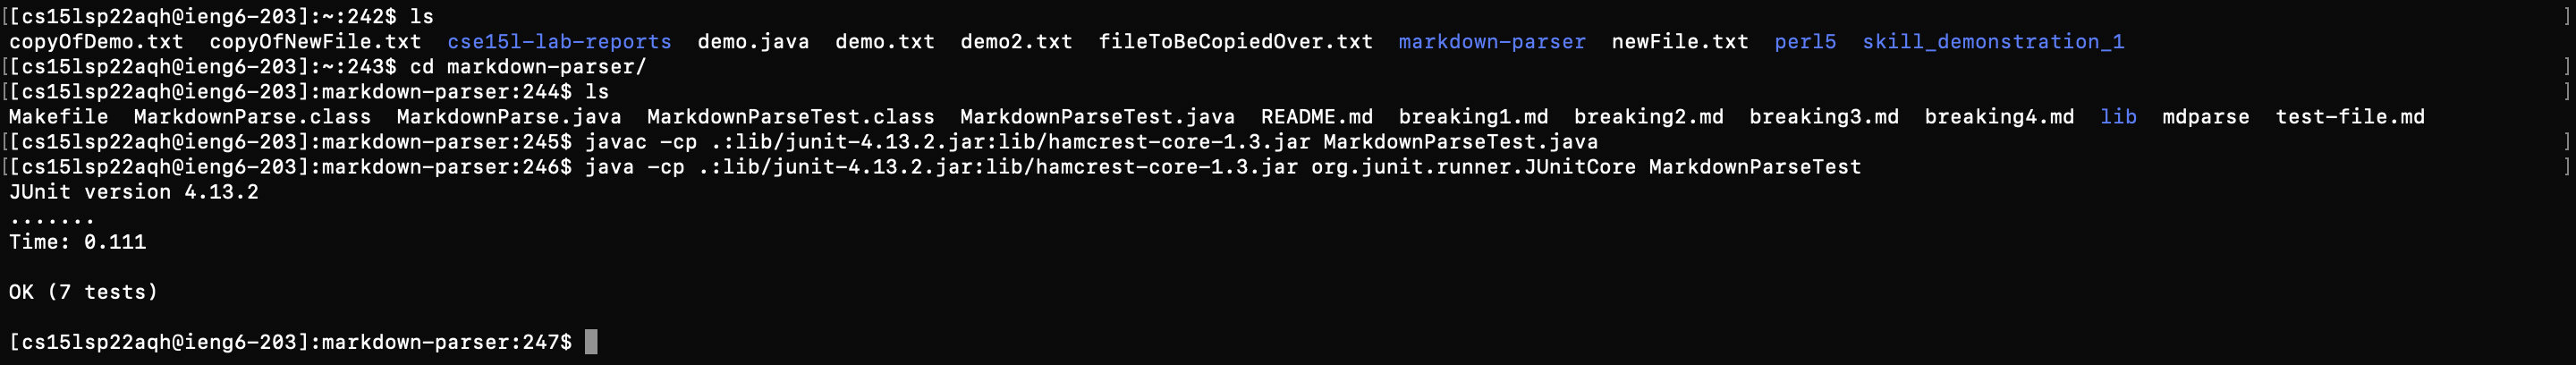 [[cs15lsp22aqh@ieng6-203]:~:242$ ls ]
copyOfDemo.txt  copyOfNewFile.txt  cse15l-lab-reports  demo.java  demo.txt  demo2.txt  fileToBeCopiedOver.txt  markdown-parser  newFile.txt  perl5  skill_demonstration_1
[[cs15lsp22aqh@ieng6-203]:~:243$ cd markdown-parser/ ]
[[cs15lsp22aqh@ieng6-203]:markdown-parser:244$ ls ]
Makefile  MarkdownParse.class  MarkdownParse.java  MarkdownParseTest.class  MarkdownParseTest.java  README.md  breaking1.md  breaking2.md  breaking3.md  breaking4.md  lib  mdparse  test-file.md
[[cs15lsp22aqh@ieng6-203]:markdown-parser:245$ javac -cp .:lib/junit-4.13.2.jar:lib/hamcrest-core-1.3.jar MarkdownParseTest.java ]
[[cs15lsp22aqh@ieng6-203]:markdown-parser:246$ java -cp .:lib/junit-4.13.2.jar:lib/hamcrest-core-1.3.jar org.junit.runner.JUnitCore MarkdownParseTest ]
JUnit version 4.13.2
.......
Time: 0.111
OK (7 tests)
[cs15lsp22aqh@ieng6-203]:markdown-parser:247$